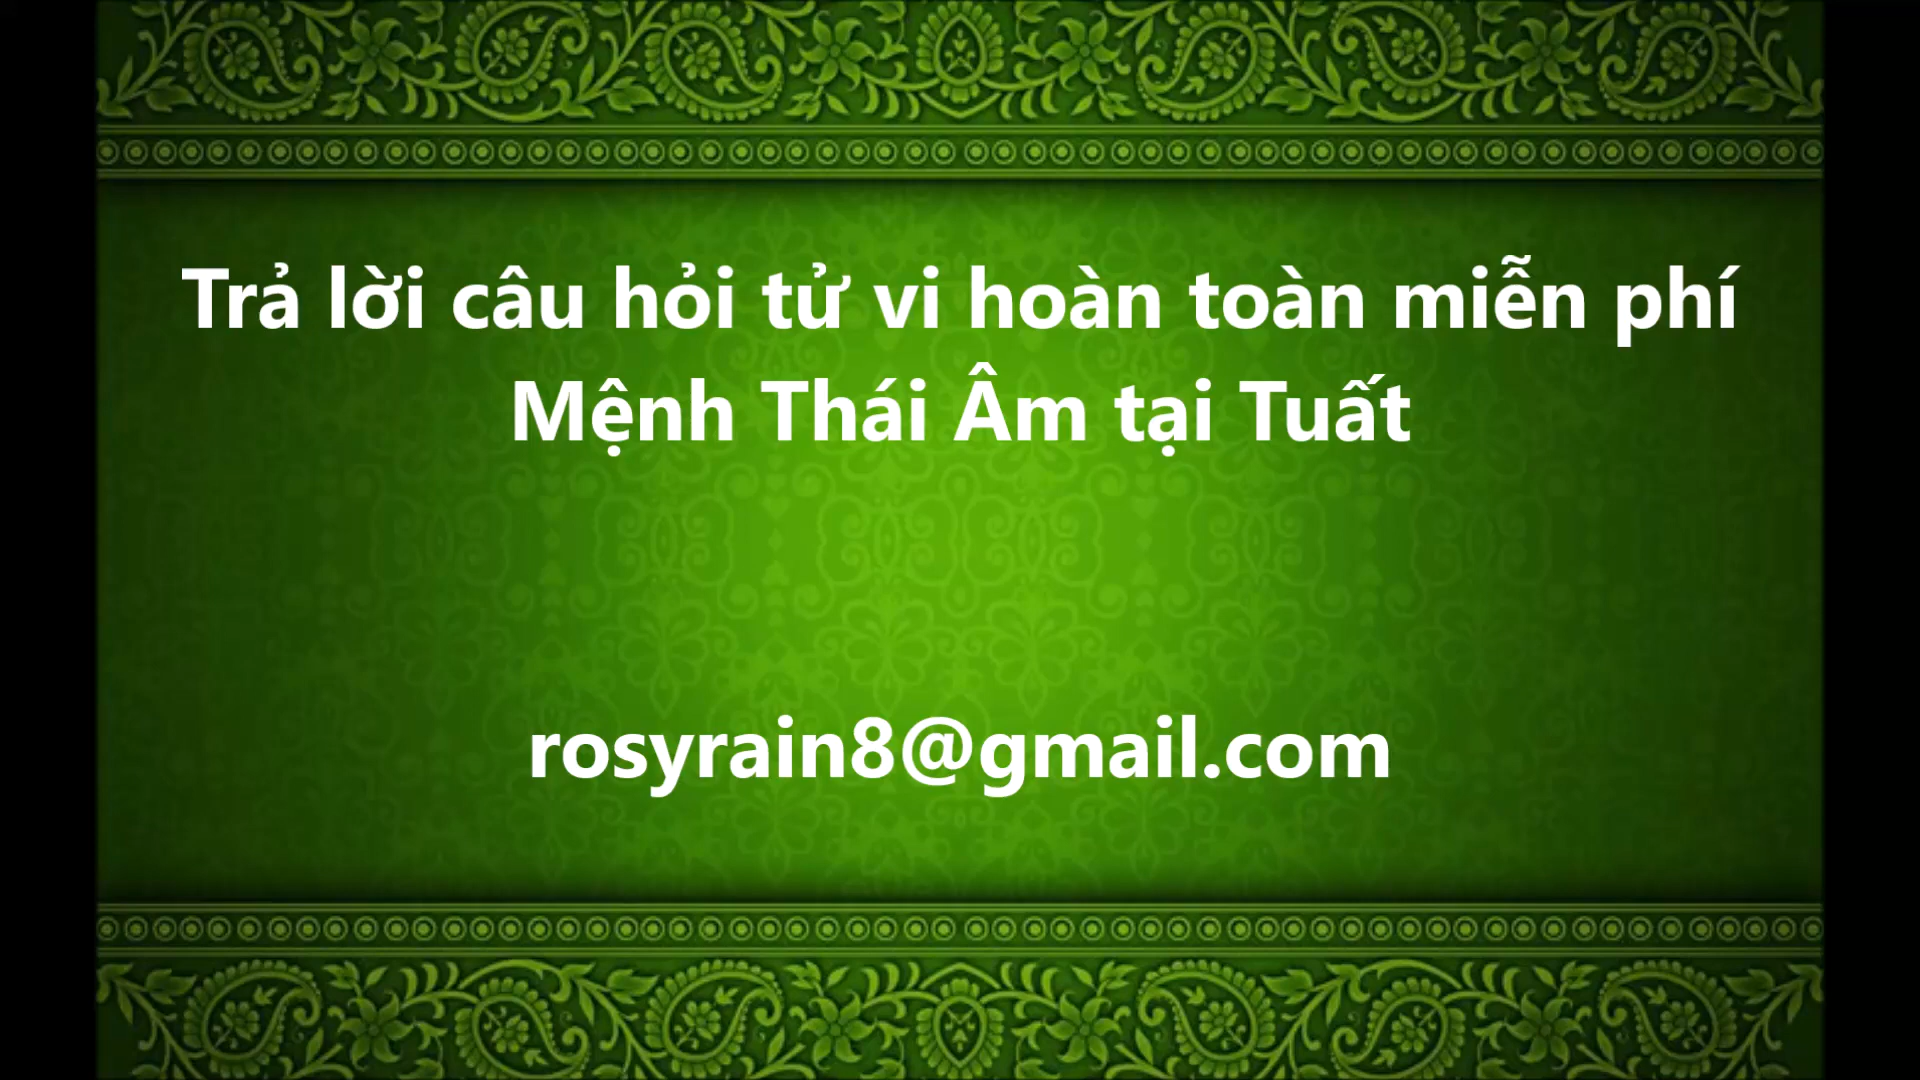 Trả lời câu hỏi tử vi hoàn toàn miễn phí
Mệnh Thái Âm tại Tuất
rosyrain8@gmail.com